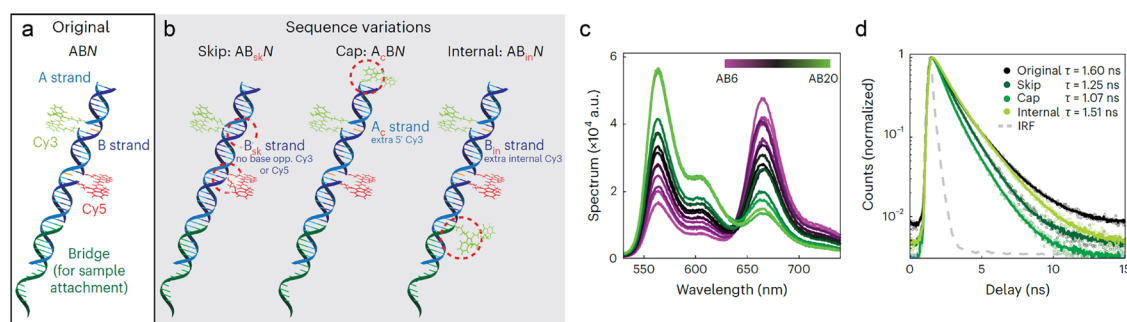 a
Original
ABN
A strand
Cy3
B strand
Cy5
Bridge
(for sample
attachment)
b
Sequence variations
Skip: ABskN
Cap: AcBN
Internal: ABinN
Bsk strand
no base opp. Cy3
or Cy5
Ac strand
extra 5' Cy3
Bin strand
extra internal Cy3
c
Spectrum (×10⁴ a.u.)
6
4
2
0
AB6
AB20
550
600
650
700
Wavelength (nm)
d
Counts (normalized)
1
10⁻¹
10⁻²
Original τ = 1.60 ns
Skip τ = 1.25 ns
Cap τ = 1.07 ns
Internal τ = 1.51 ns
IRF
0
5
10
15
Delay (ns)